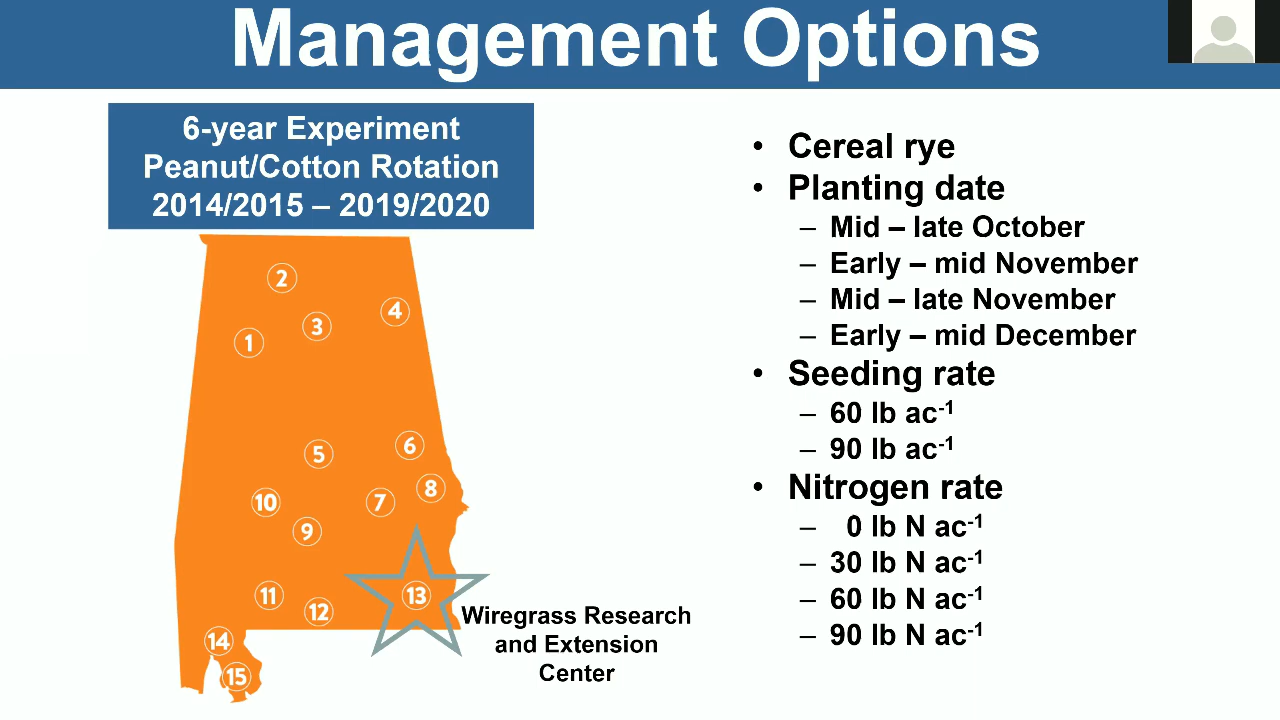 Management Options
6-year Experiment
Peanut/Cotton Rotation
2014/2015 – 2019/2020
2
4
3
1
5
6
8
10
7
9
11
12
13
14
15
Wiregrass Research
and Extension
Center
• Cereal rye
• Planting date
– Mid – late October
– Early – mid November
– Mid – late November
– Early – mid December
• Seeding rate
– 60 lb ac⁻¹
– 90 lb ac⁻¹
• Nitrogen rate
– 0 lb N ac⁻¹
– 30 lb N ac⁻¹
– 60 lb N ac⁻¹
– 90 lb N ac⁻¹